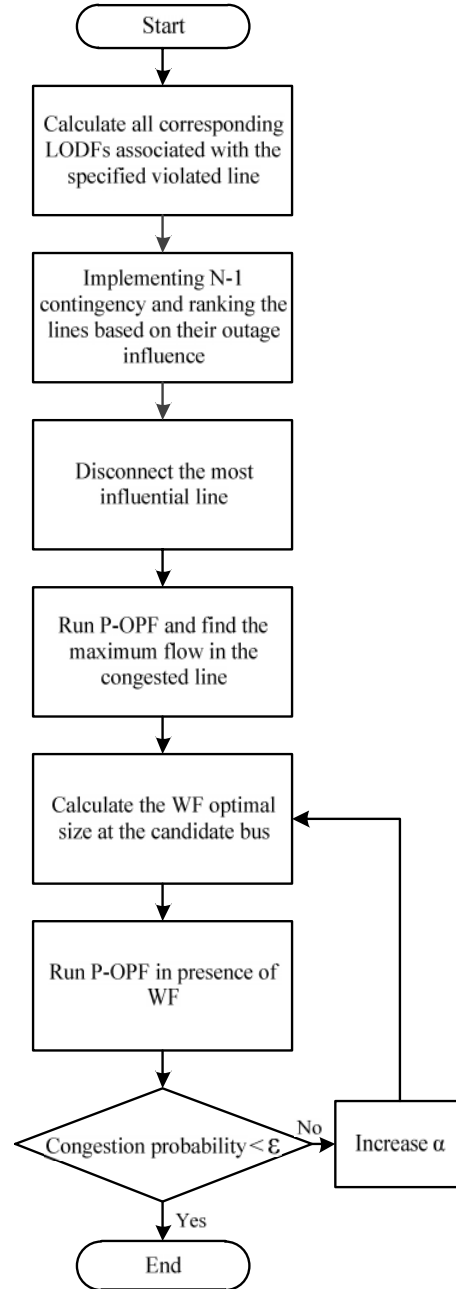 Start
Calculate all corresponding
LODFs associated with the
specified violated line
Implementing N-1
contingency and ranking the
lines based on their outage
influence
Disconnect the most
influential line
Run P-OPF and find the
maximum flow in the
congested line
Calculate the WF optimal
size at the candidate bus
Run P-OPF in presence of
WF
Congestion probability < ε
No
Increase α
Yes
End